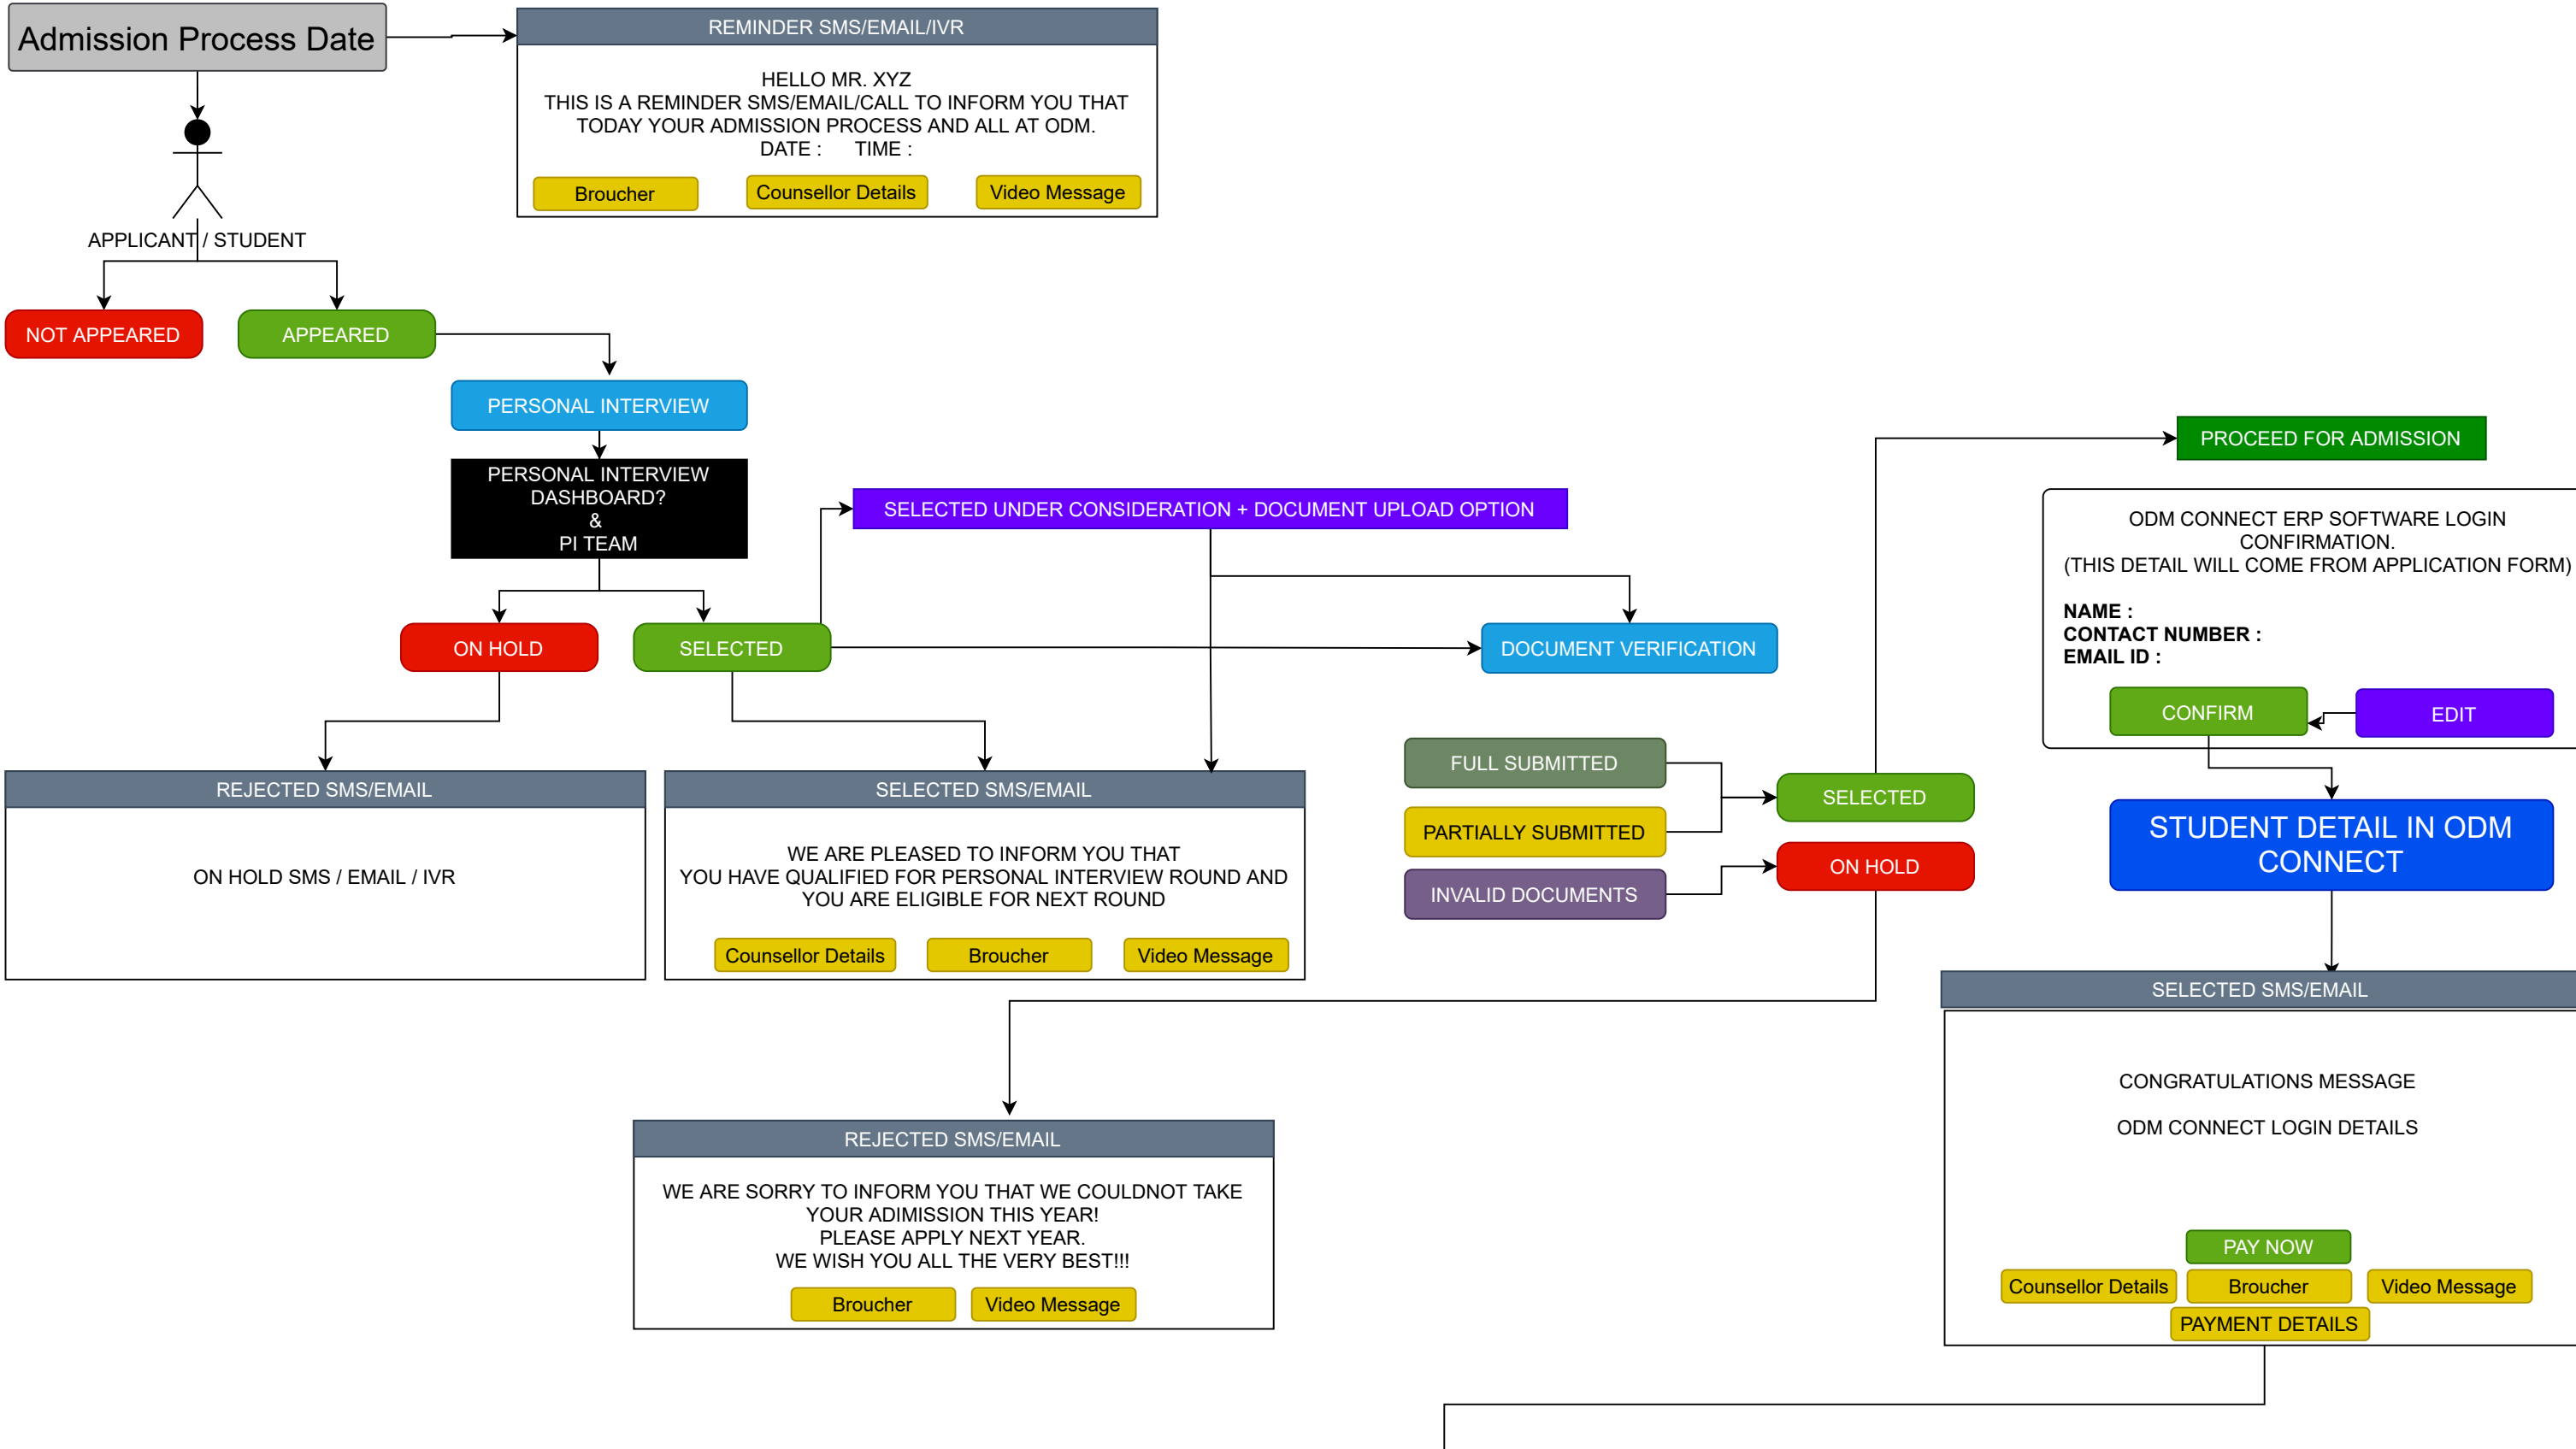 Admission Process Date
REMINDER SMS/EMAIL/IVR
HELLO MR. XYZ
THIS IS A REMINDER SMS/EMAIL/CALL TO INFORM YOU THAT
TODAY YOUR ADMISSION PROCESS AND ALL AT ODM.
DATE : TIME :
Broucher
Counsellor Details
Video Message
APPLICANT / STUDENT
NOT APPEARED
APPEARED
PERSONAL INTERVIEW
PERSONAL INTERVIEW
DASHBOARD?
&
PI TEAM
ON HOLD
SELECTED
SELECTED UNDER CONSIDERATION + DOCUMENT UPLOAD OPTION
DOCUMENT VERIFICATION
REJECTED SMS/EMAIL
ON HOLD SMS / EMAIL / IVR
SELECTED SMS/EMAIL
WE ARE PLEASED TO INFORM YOU THAT
YOU HAVE QUALIFIED FOR PERSONAL INTERVIEW ROUND AND
YOU ARE ELIGIBLE FOR NEXT ROUND
Counsellor Details
Broucher
Video Message
FULL SUBMITTED
PARTIALLY SUBMITTED
INVALID DOCUMENTS
SELECTED
ON HOLD
REJECTED SMS/EMAIL
WE ARE SORRY TO INFORM YOU THAT WE COULDNOT TAKE
YOUR ADIMISSION THIS YEAR!
PLEASE APPLY NEXT YEAR.
WE WISH YOU ALL THE VERY BEST!!!
Broucher
Video Message
PROCEED FOR ADMISSION
ODM CONNECT ERP SOFTWARE LOGIN
CONFIRMATION.
(THIS DETAIL WILL COME FROM APPLICATION FORM)
NAME :
CONTACT NUMBER :
EMAIL ID :
CONFIRM
EDIT
STUDENT DETAIL IN ODM
CONNECT
SELECTED SMS/EMAIL
CONGRATULATIONS MESSAGE
ODM CONNECT LOGIN DETAILS
PAY NOW
Counsellor Details
Broucher
Video Message
PAYMENT DETAILS